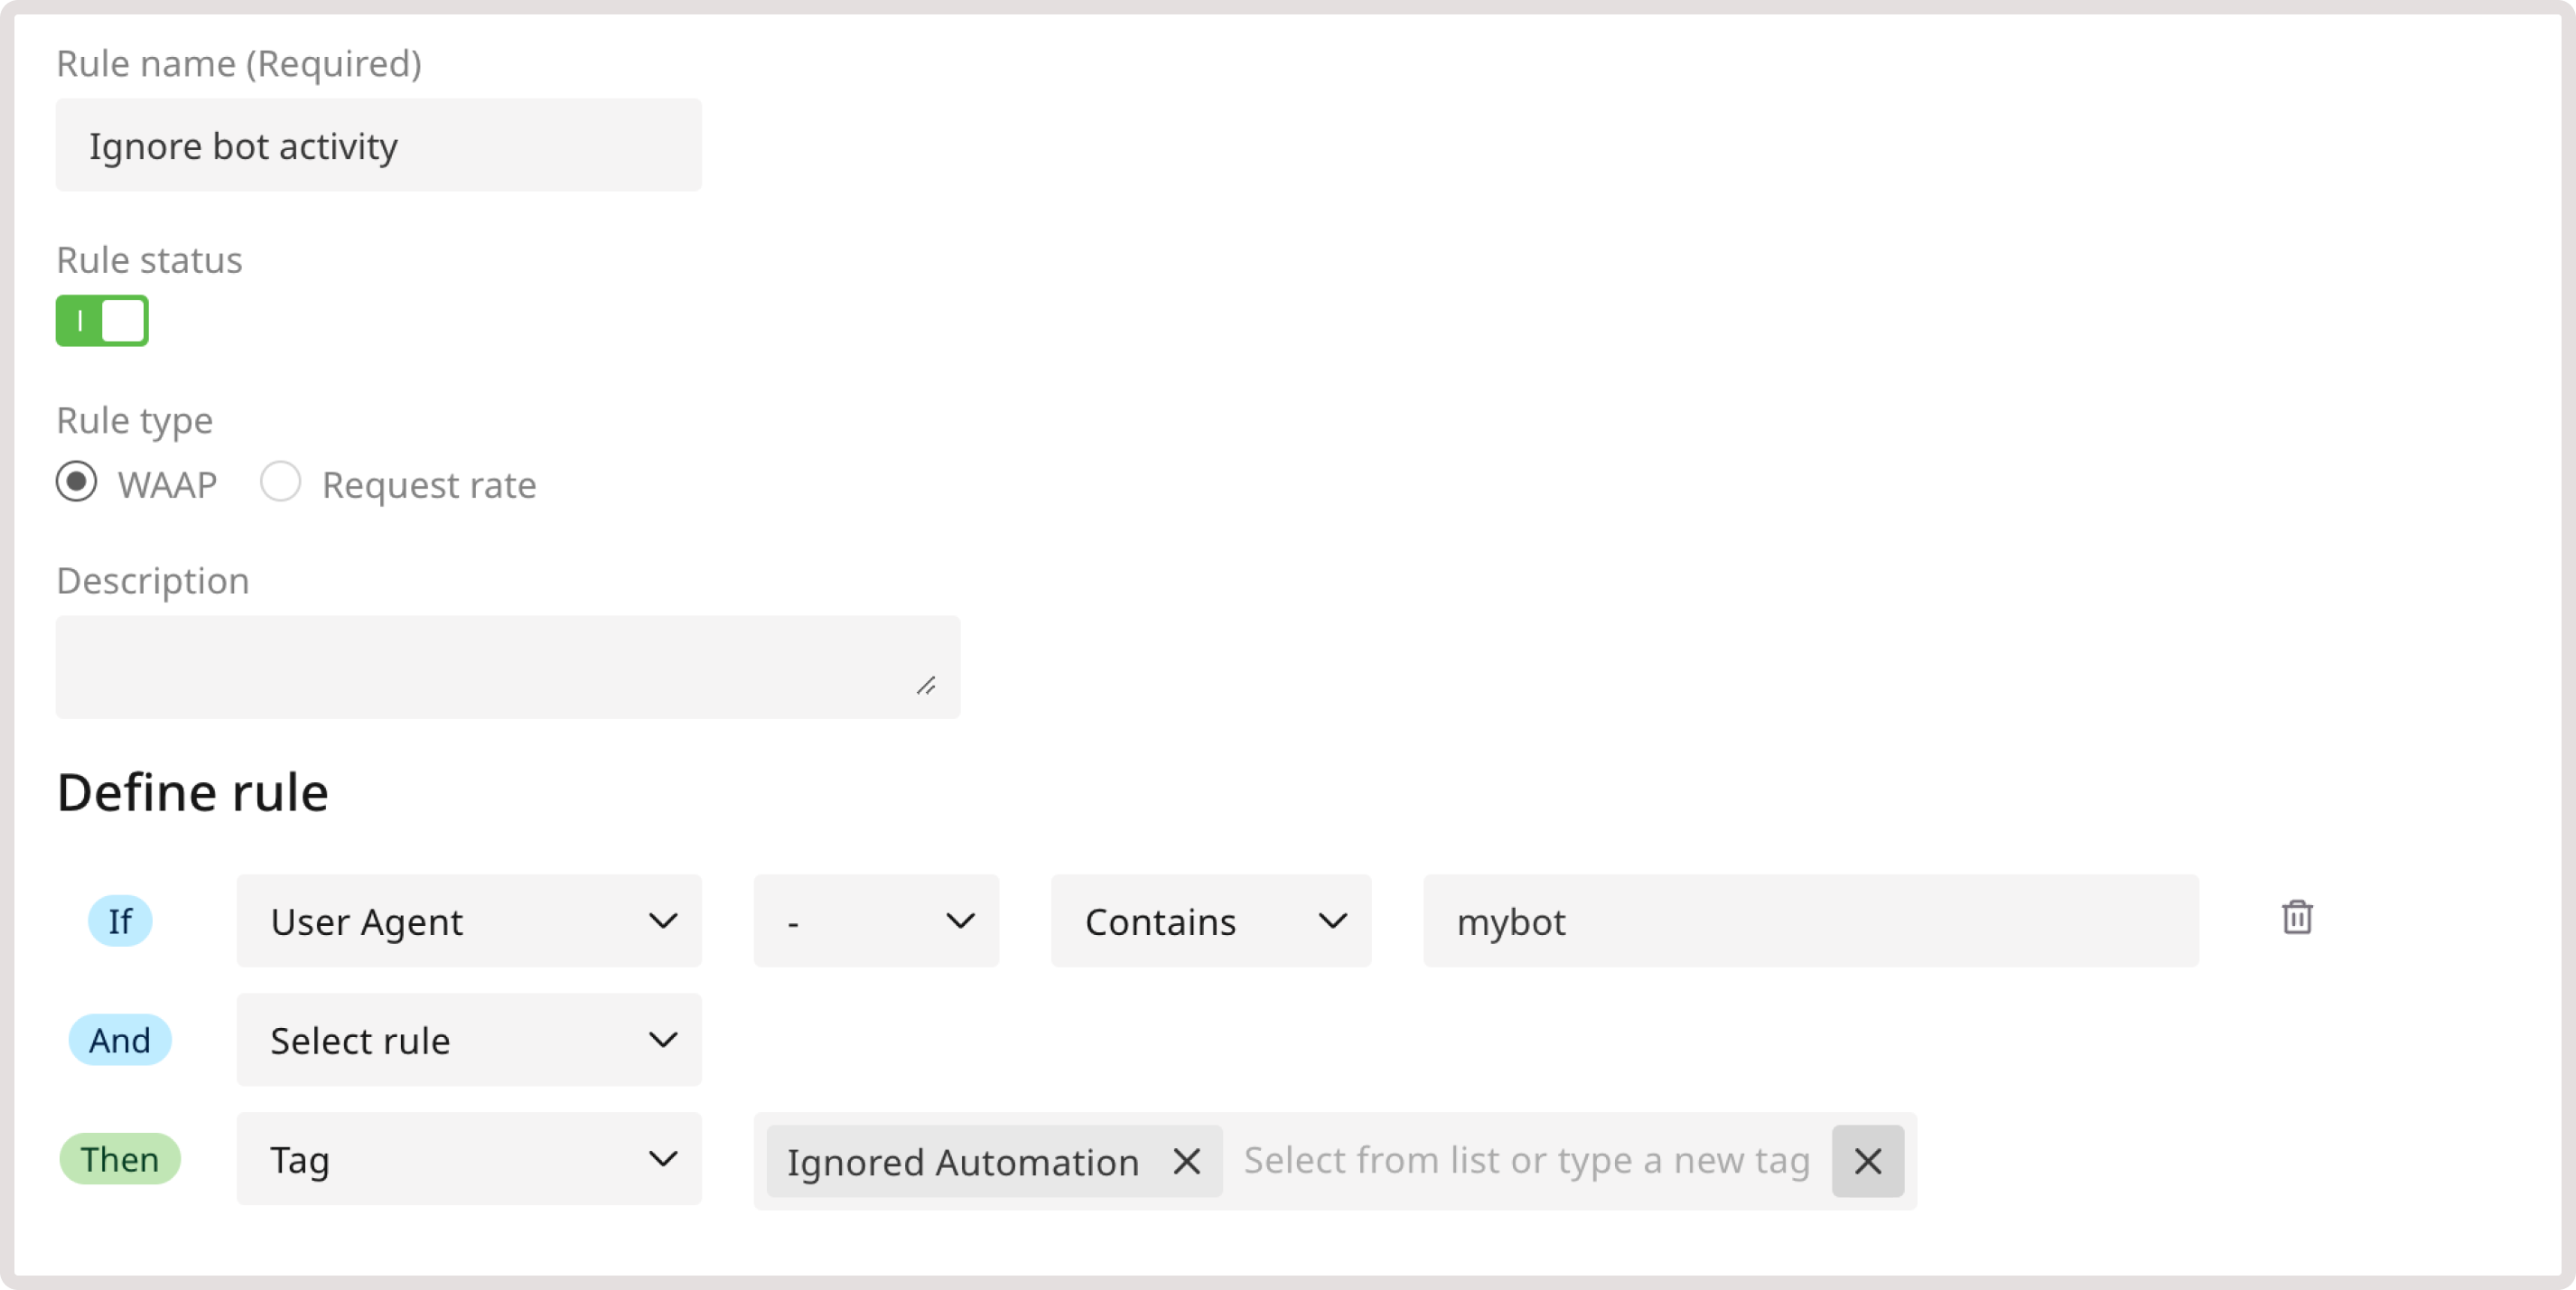 Rule name (Required)
Ignore bot activity
Rule status
Rule type
WAAP Request rate
Description
Define rule
If User Agent - Contains mybot
And Select rule
Then Tag Ignored Automation Select from list or type a new tag